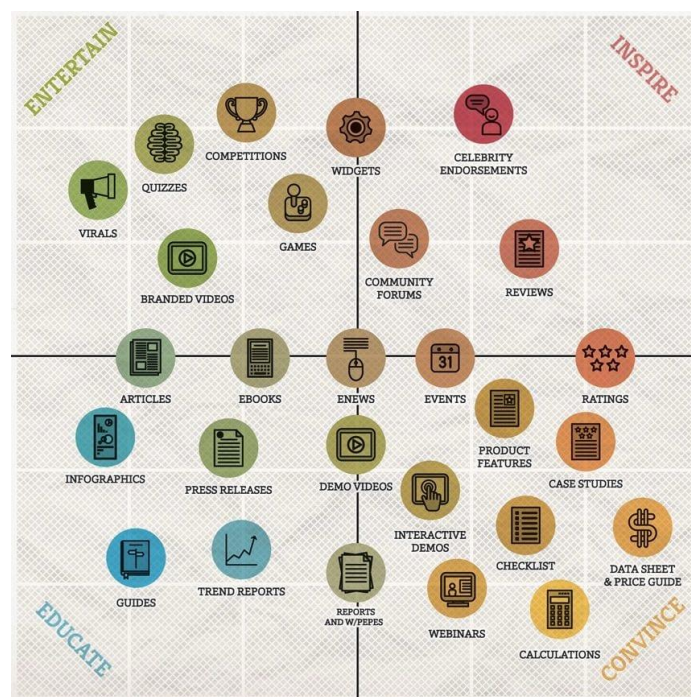 ENTERTAIN
INSPIRE
COMPETITIONS
WIDGETS
CELEBRITY
ENDORSEMENTS
QUIZZES
VIRALS
GAMES
BRANDED VIDEOS
COMMUNITY
FORUMS
REVIEWS
31
ARTICLES
EBOOKS
ENEWS
EVENTS
RATINGS
INFOGRAPHICS
PRESS RELEASES
DEMO VIDEOS
PRODUCT
FEATURES
CASE STUDIES
INTERACTIVE
DEMOS
CHECKLIST
DATA SHEET
& PRICE GUIDE
GUIDES
TREND REPORTS
REPORTS
AND W/PEPES
WEBINARS
CALCULATIONS
EDUCATE
CONVINCE